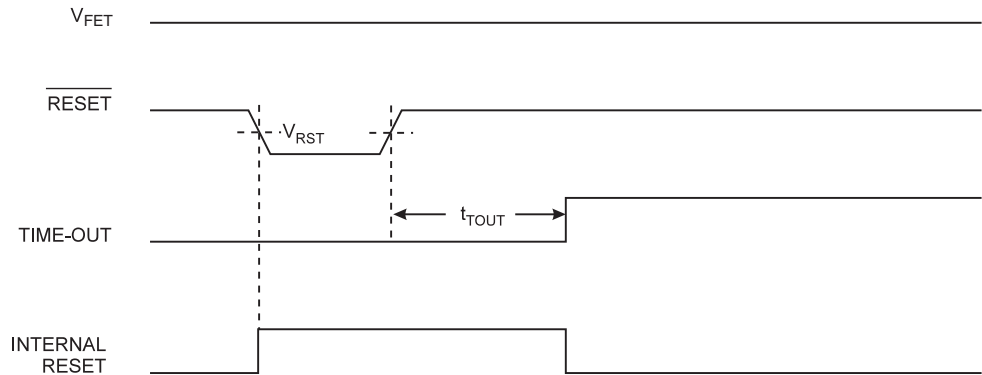 VFET
RESET
VRST
tTOUT
TIME-OUT
INTERNAL
RESET